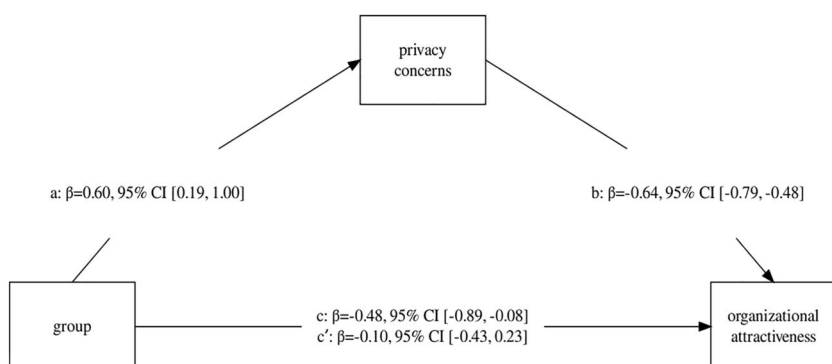 privacy
concerns
a: β=0.60, 95% CI [0.19, 1.00]
b: β=-0.64, 95% CI [-0.79, -0.48]
group
c: β=-0.48, 95% CI [-0.89, -0.08]
c′: β=-0.10, 95% CI [-0.43, 0.23]
organizational
attractiveness